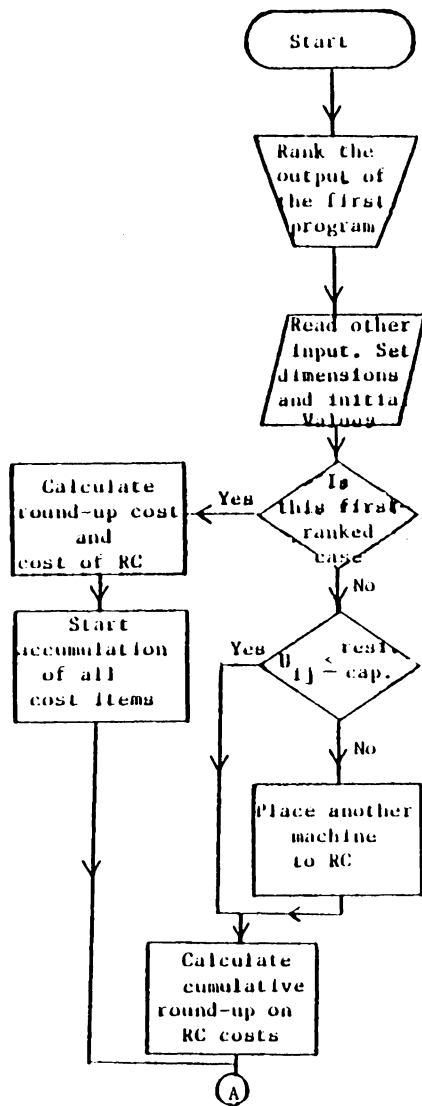 Start
Rank the
output of
the first
program
Read other
input. Set
dimensions
and initial
Values
Is
this first-
ranked
case
Yes
No
Calculate
round-up cost
and
cost of RC
Start
accumulation
of all
cost items
Yes
U_ij ≤ resi.
cap.
No
Place another
machine
to RC
Calculate
cumulative
round-up on
RC costs
A